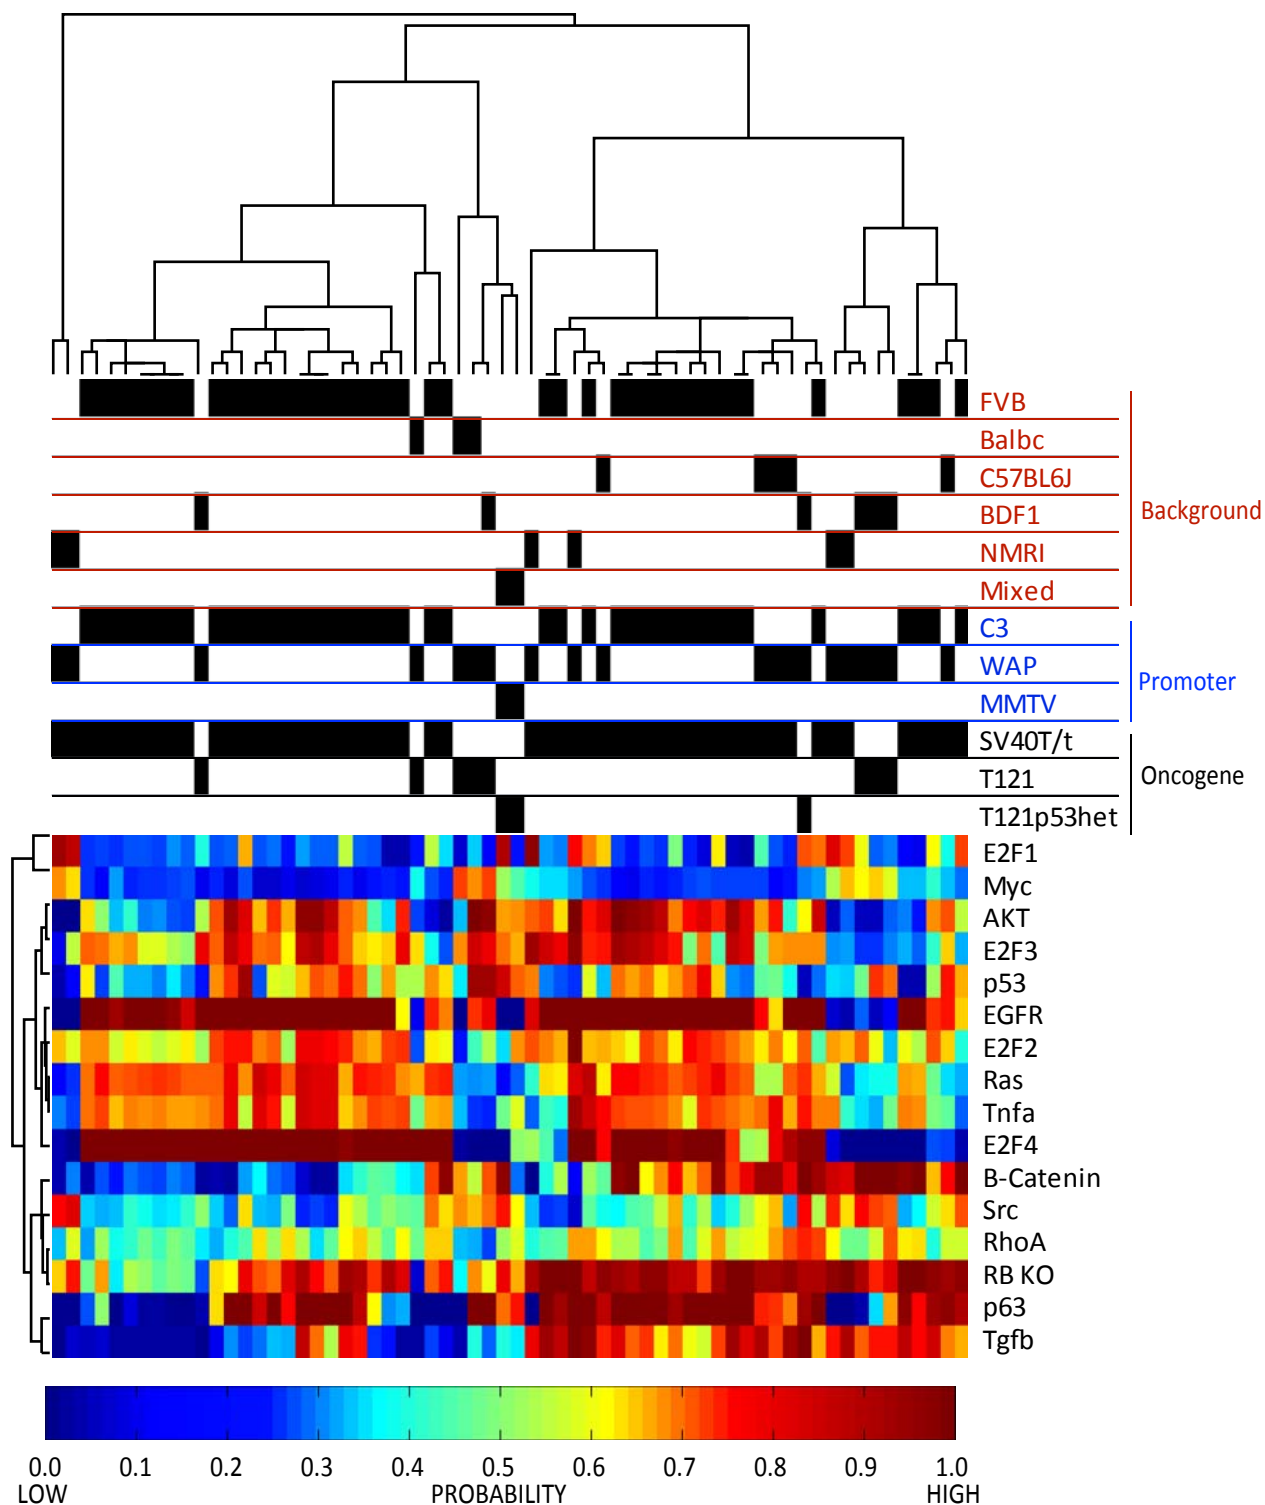 FVB
Balbc
C57BL6J
BDF1
Background
NMRI
Mixed
C3
WAP
Promoter
MMTV
SV40T/t
T121
Oncogene
T121p53het
E2F1
Myc
AKT
E2F3
p53
EGFR
E2F2
Ras
Tnfa
E2F4
B-Catenin
Src
RhoA
RB KO
p63
Tgfb
0.0 0.1 0.2 0.3 0.4 0.5 0.6 0.7 0.8 0.9 1.0
LOW PROBABILITY HIGH